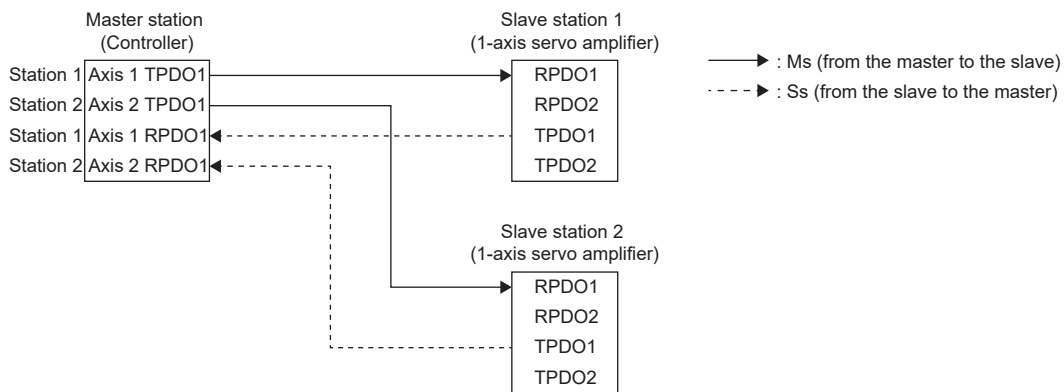 Master station
(Controller)
Station 1 Axis 1 TPDO1
Station 2 Axis 2 TPDO1
Station 1 Axis 1 RPDO1
Station 2 Axis 2 RPDO1
Slave station 1
(1-axis servo amplifier)
RPDO1
RPDO2
TPDO1
TPDO2
: Ms (from the master to the slave)
: Ss (from the slave to the master)
Slave station 2
(1-axis servo amplifier)
RPDO1
RPDO2
TPDO1
TPDO2